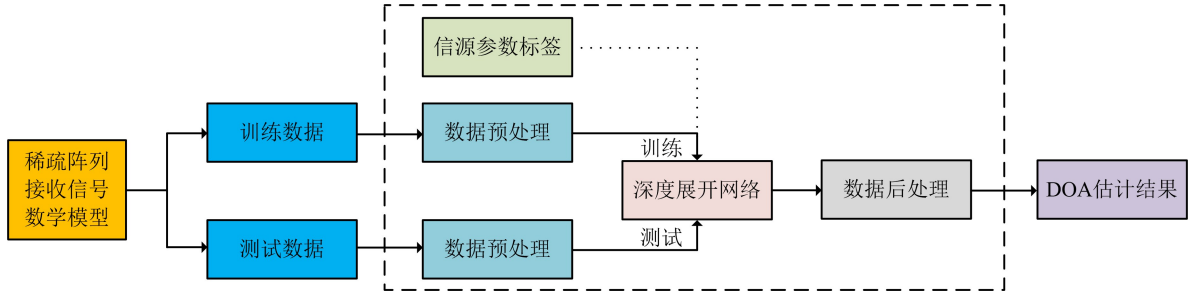 信源参数标签
训练数据
数据预处理
训练
稀疏阵列
接收信号
数学模型
深度展开网络
数据后处理
DOA估计结果
测试
测试数据
数据预处理